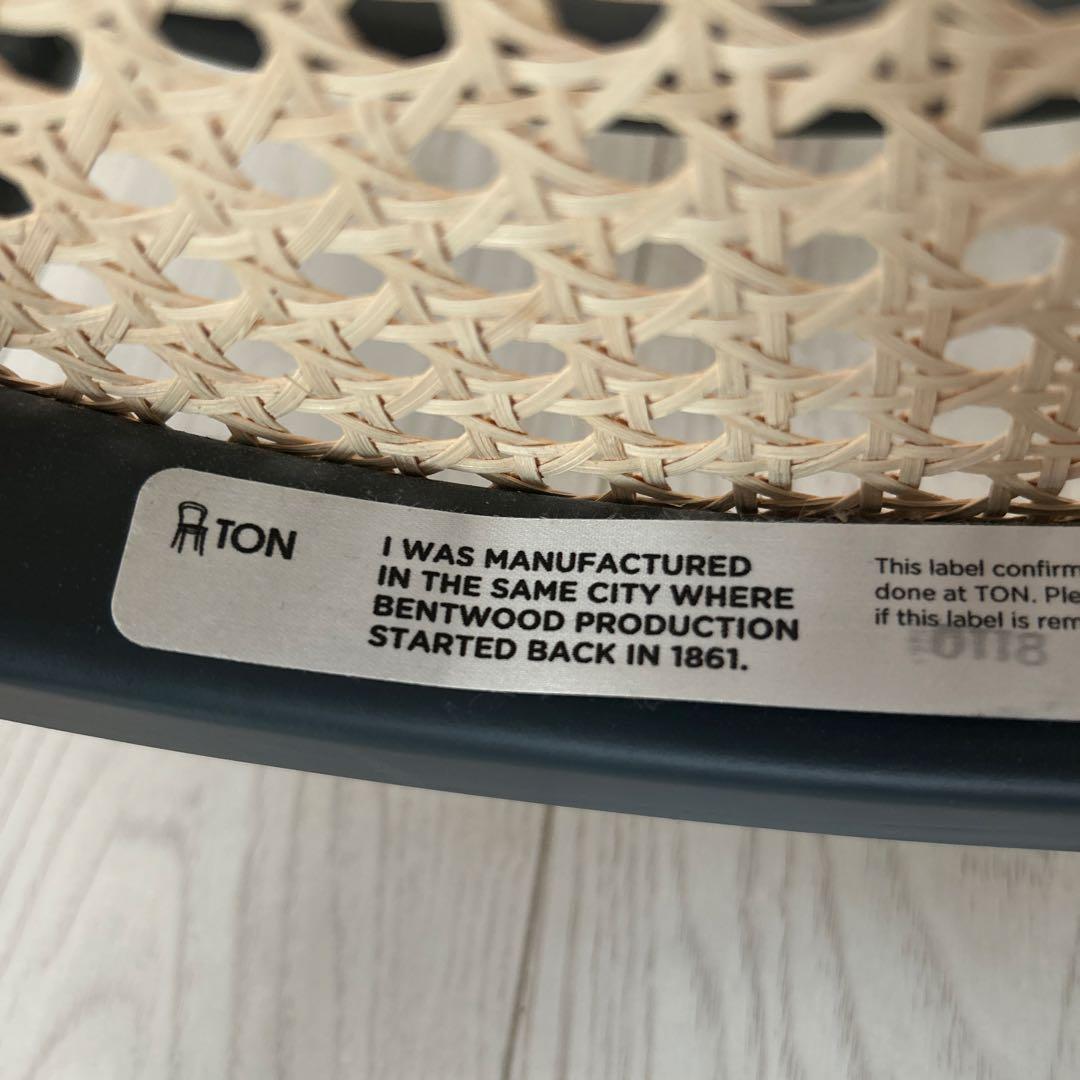 TON
I WAS MANUFACTURED
IN THE SAME CITY WHERE
BENTWOOD PRODUCTION
STARTED BACK IN 1861.
This label confirm
done at TON. Ple
if this label is rem